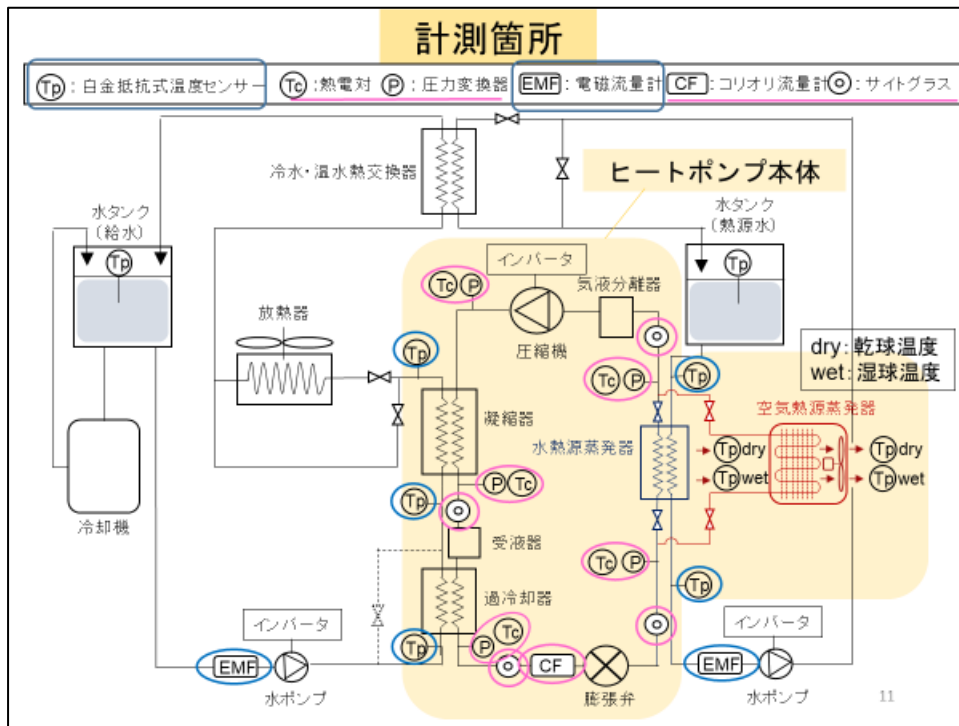 計測箇所
Tp:白金抵抗式温度センサー Tc:熱電対 P:圧力変換器 EMF:電磁流量計 CF:コリオリ流量計 :サイトグラス
冷水・温水熱交換器
ヒートポンプ本体
水タンク
(給水)
Tp
水タンク
(熱源水)
Tp
インバータ
気液分離器
Tc P
圧縮機
放熱器
Tp
Tc P
Tp
dry:乾球温度
wet:湿球温度
空気熱源蒸発器
凝縮器
水熱源蒸発器
Tp dry
Tp wet
Tp dry
Tp wet
P Tc
Tp
冷却機
受液器
Tc P
過冷却器
Tp
インバータ
Tc
P
Tp
インバータ
EMF
水ポンプ
CF
膨張弁
EMF
水ポンプ
11